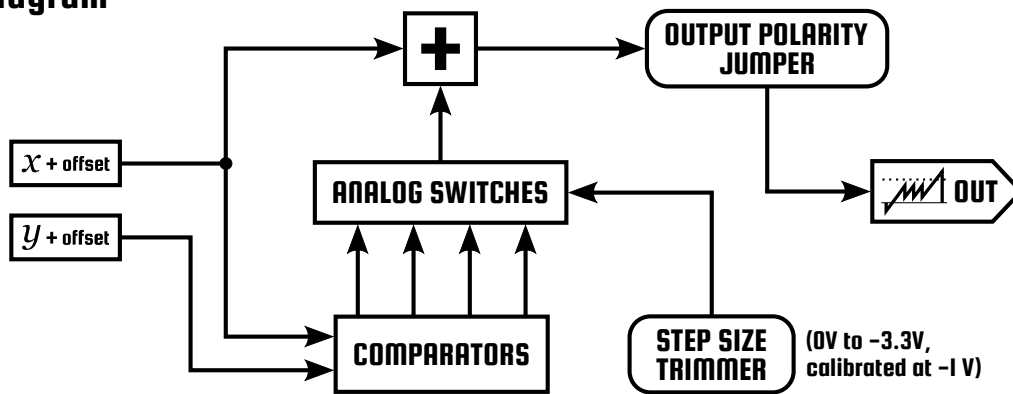 +
OUTPUT POLARITY
JUMPER
x + offset
ANALOG SWITCHES
OUT
y + offset
COMPARATORS
STEP SIZE
TRIMMER
(0V to -3.3V,
calibrated at -1 V)